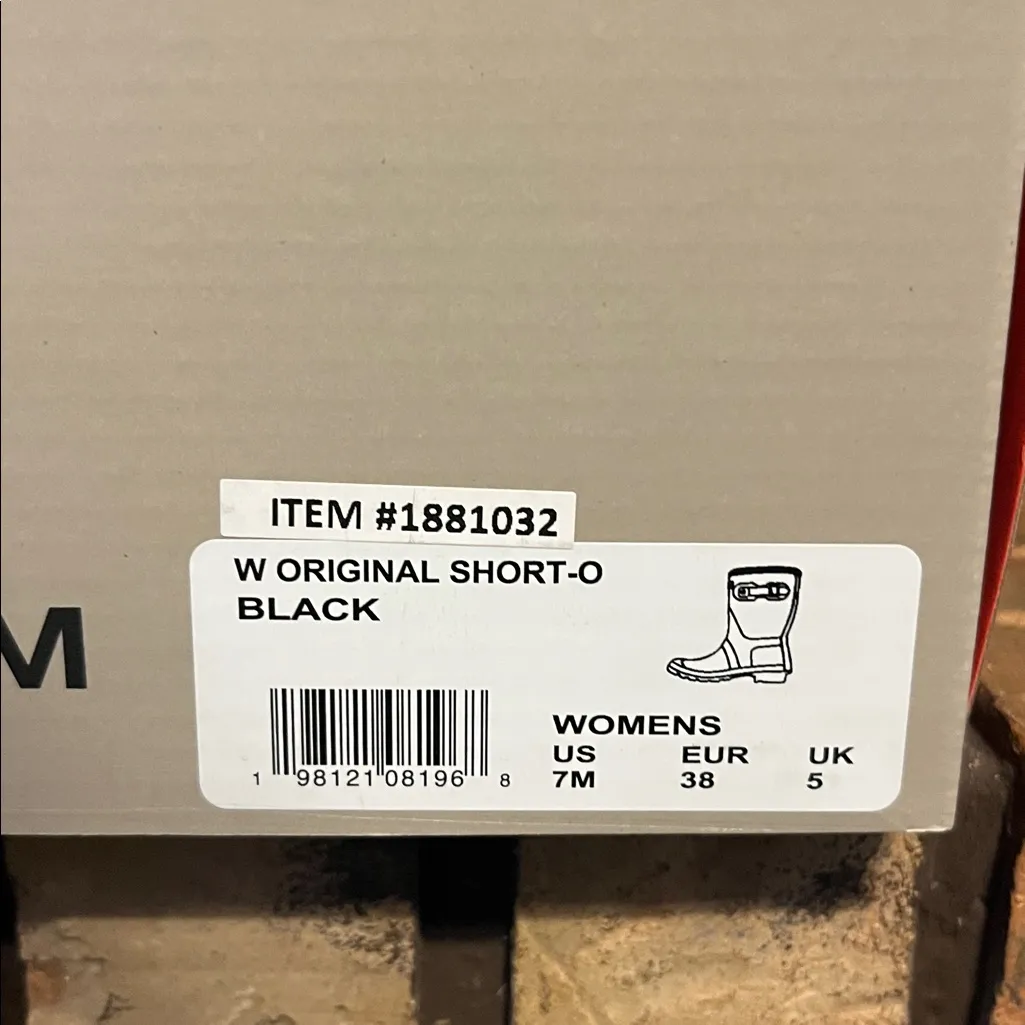 ITEM #1881032
W ORIGINAL SHORT-O
BLACK
M
1 98121 08196 8
WOMENS
US EUR UK
7M 38 5